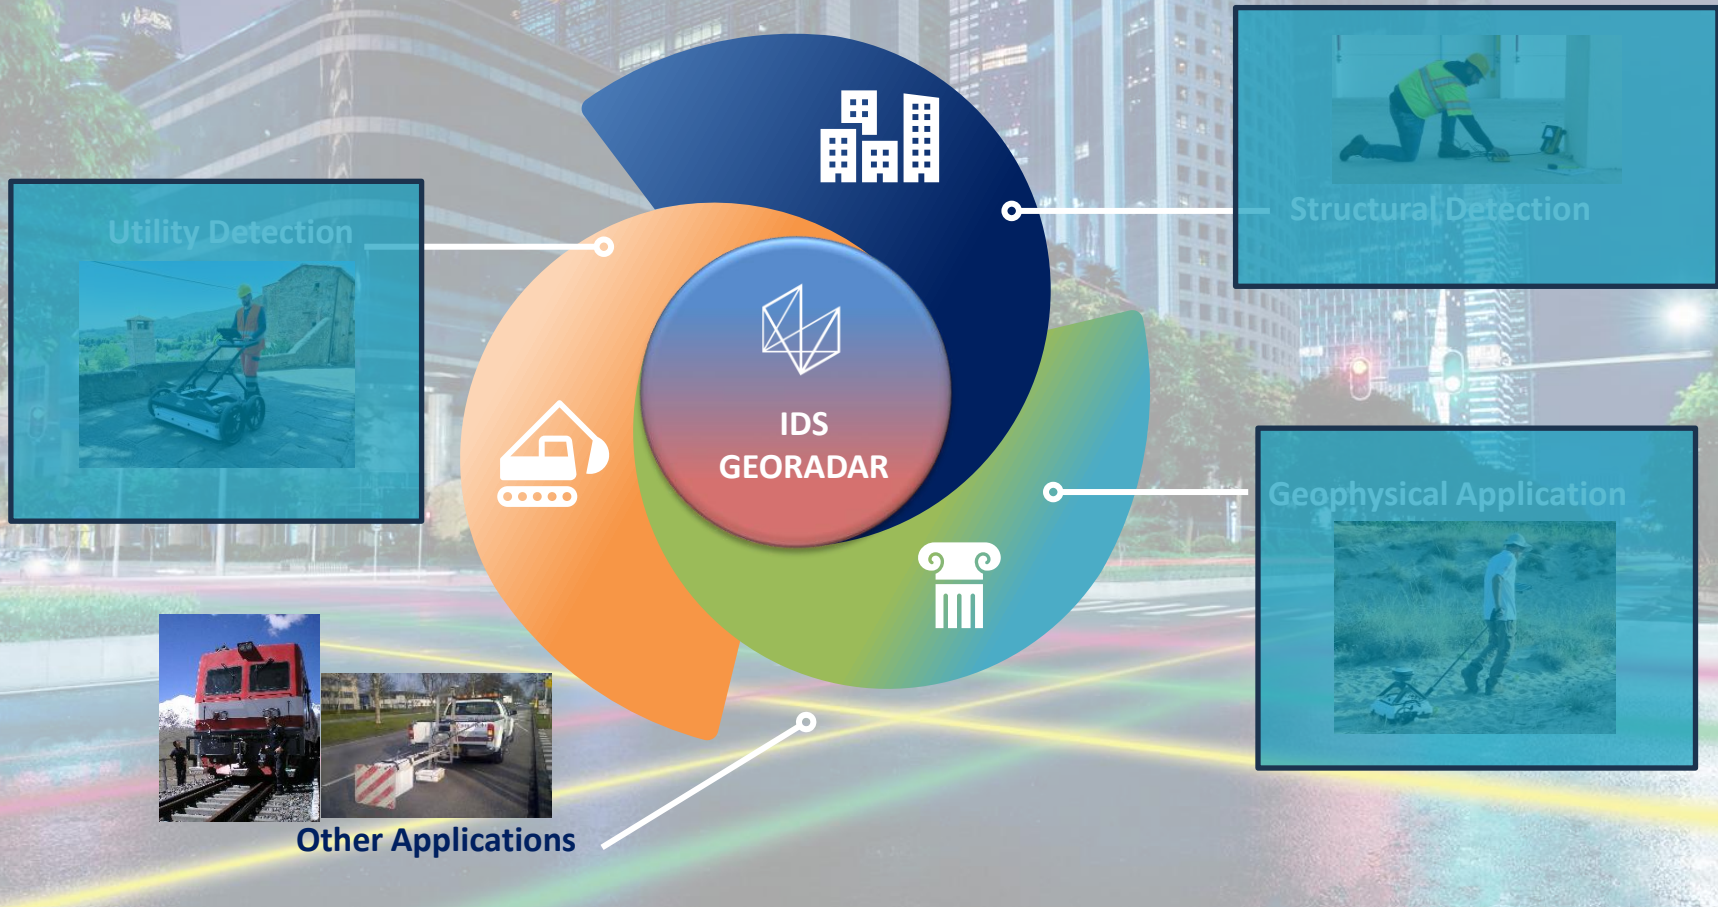 Structural Detection
Utility Detection
IDS
GEORADAR
Geophysical Application
Other Applications